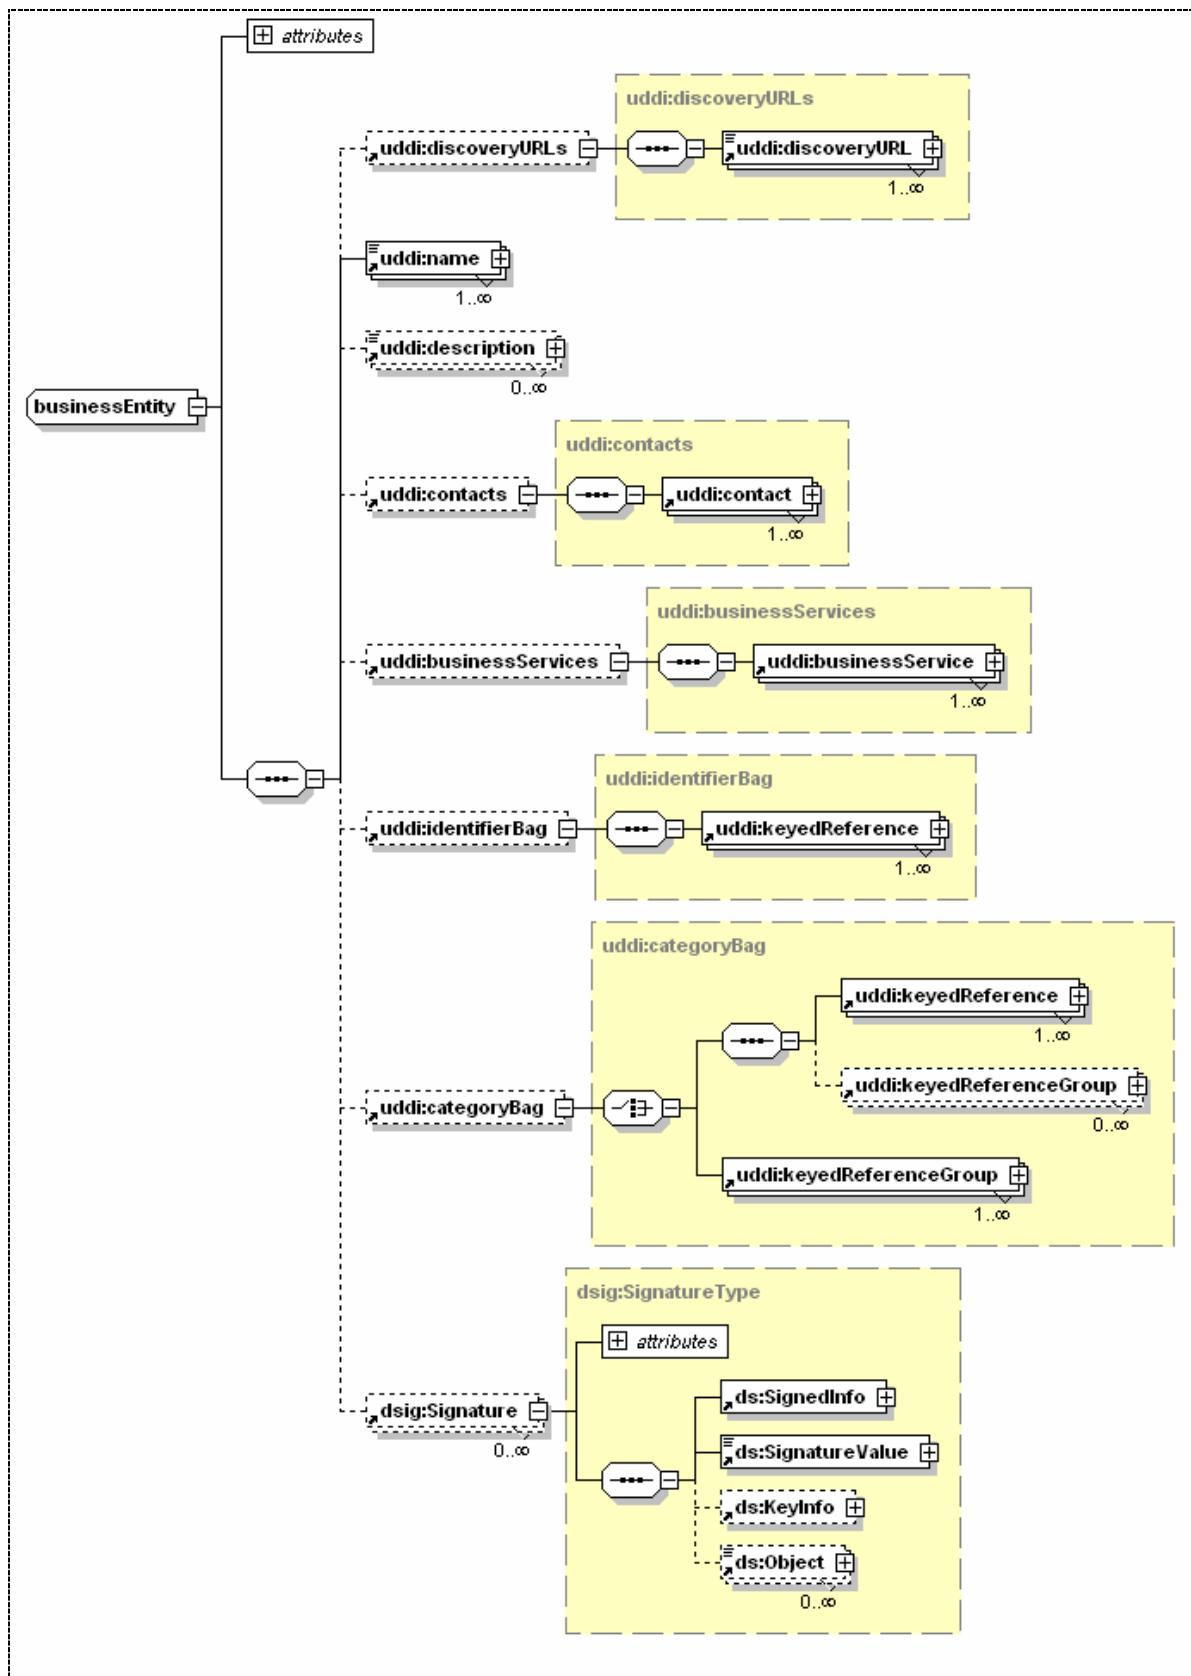 attributes
uddi:discoveryURLs
uddi:discoveryURLs
uddi:discoveryURL
1..∞
uddi:name
1..∞
uddi:description
0..∞
businessEntity
uddi:contacts
uddi:contacts
uddi:contact
1..∞
uddi:businessServices
uddi:businessServices
uddi:businessService
1..∞
uddi:identifierBag
uddi:identifierBag
uddi:keyedReference
1..∞
uddi:categoryBag
uddi:keyedReference
1..∞
uddi:keyedReferenceGroup
0..∞
uddi:categoryBag
uddi:keyedReferenceGroup
1..∞
dsig:SignatureType
attributes
ds:SignedInfo
dsig:Signature
0..∞
ds:SignatureValue
ds:KeyInfo
ds:Object
0..∞